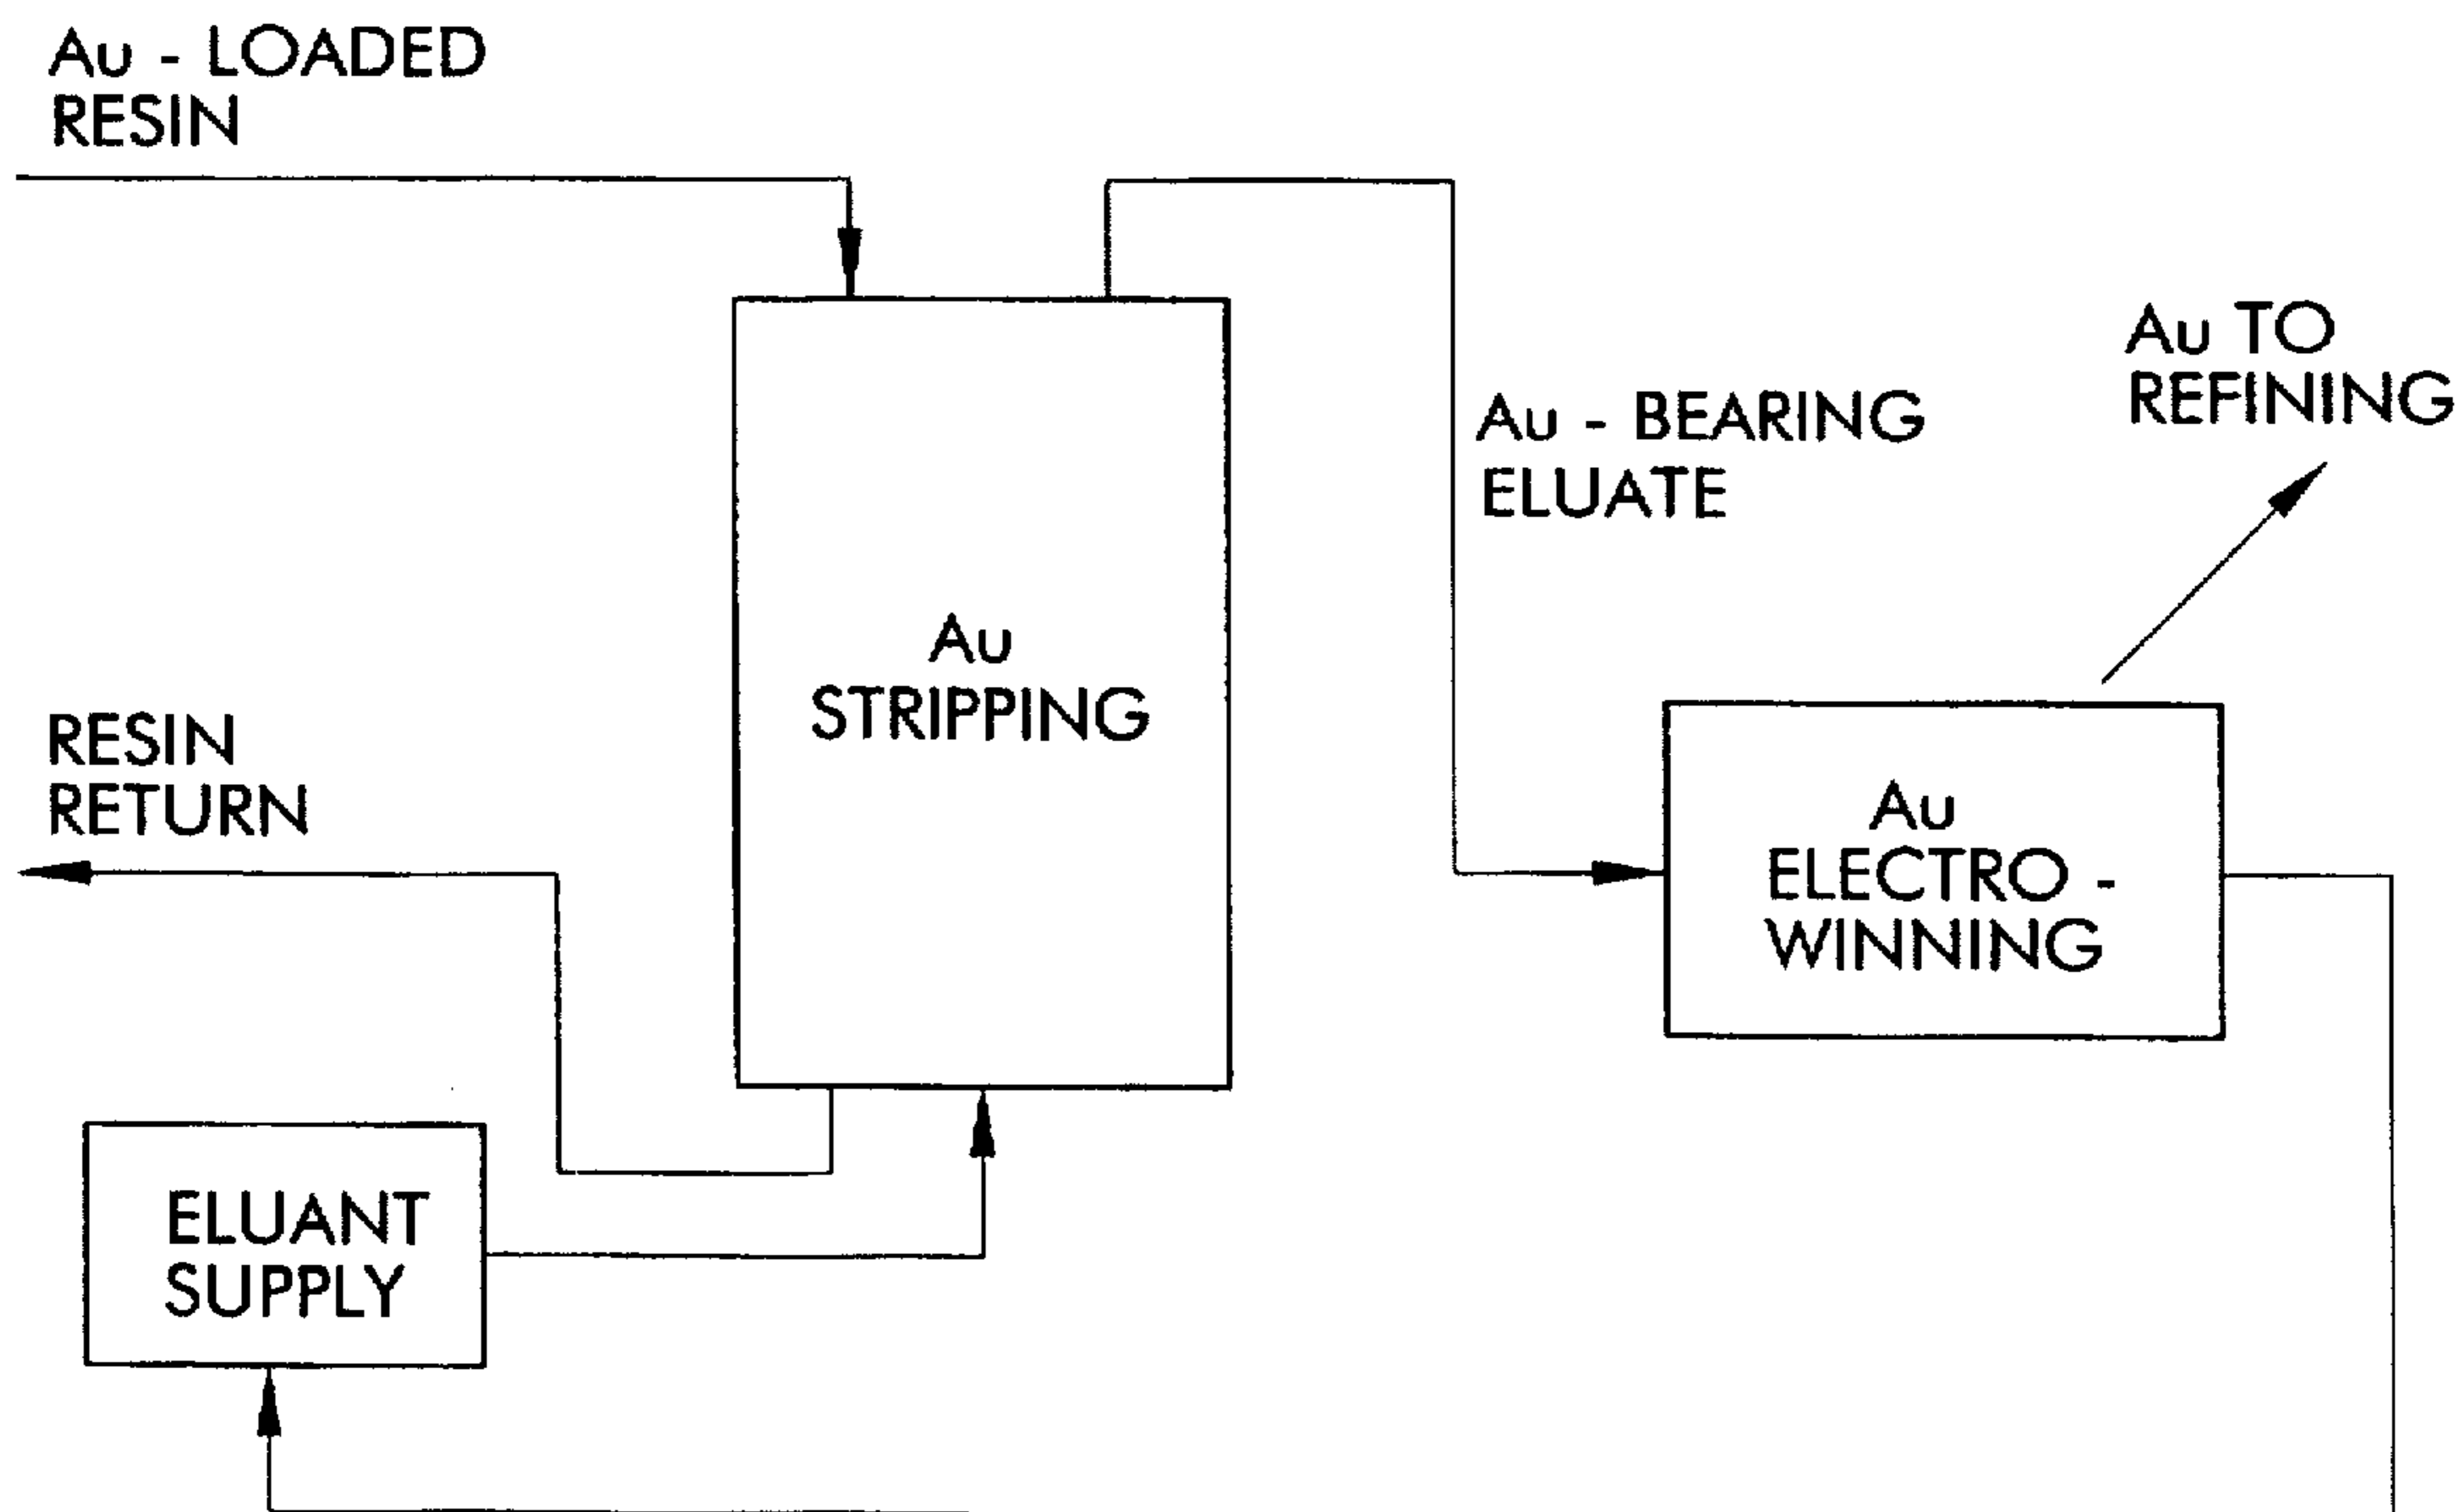 Au - LOADED
RESIN
Au TO
REFINING
Au - BEARING
ELUATE
Au
STRIPPING
RESIN
RETURN
Au
ELECTRO -
WINNING
ELUANT
SUPPLY